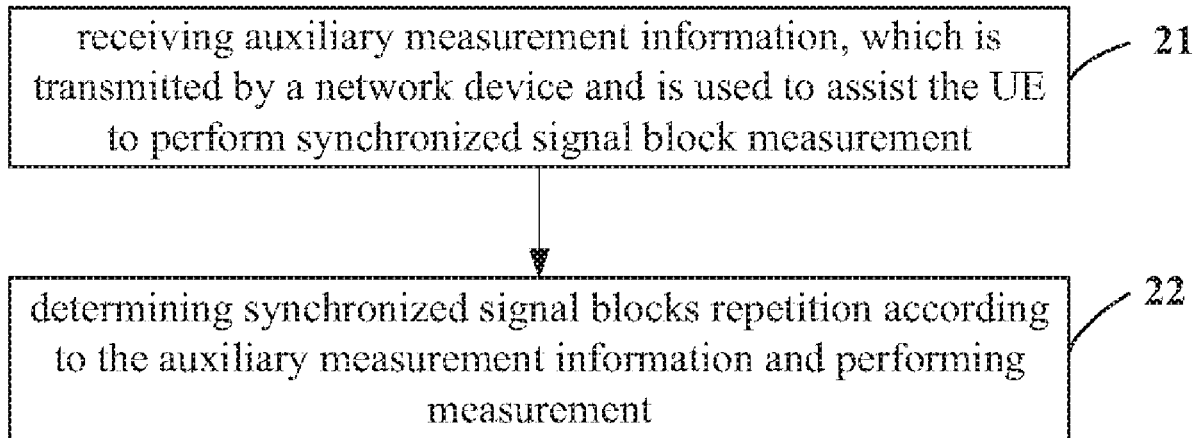 receiving auxiliary measurement information, which is
transmitted by a network device and is used to assist the UE
to perform synchronized signal block measurement
21
determining synchronized signal blocks repetition according
to the auxiliary measurement information and performing
measurement
22